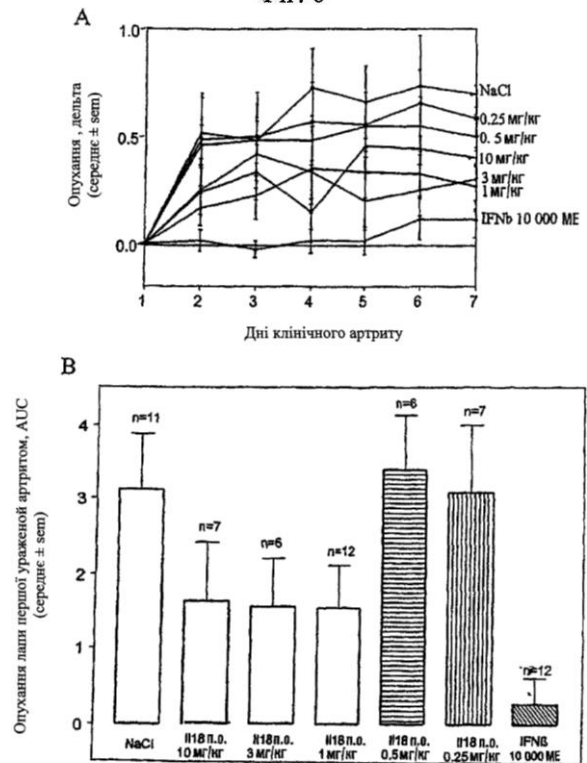 A
Опухання , дельта
(середнє ± sem)
1.0
0.5
0.0
NaCl
0.25 мг/кг
0. 5 мг/кг
10 мг/кг
3 мг/кг
1 мг/кг
IFNb 10 000 МЕ
1 2 3 4 5 6 7
Дні клінічного артриту
B
Опухання лапи першої ураженої артритом, AUC
(середнє ± sem)
4
3
2
1
0
n=11
n=7
n=6
n=12
n=6
n=7
n=12
NaCl
Il18 п.о.
10 мг/кг
Il18 п.о.
3 мг/кг
Il18 п.о.
1 мг/кг
Il18 п.о.
0.5мг/кг
Il18 п.о.
0.25 мг/кг
IFNß
10 000 МЕ